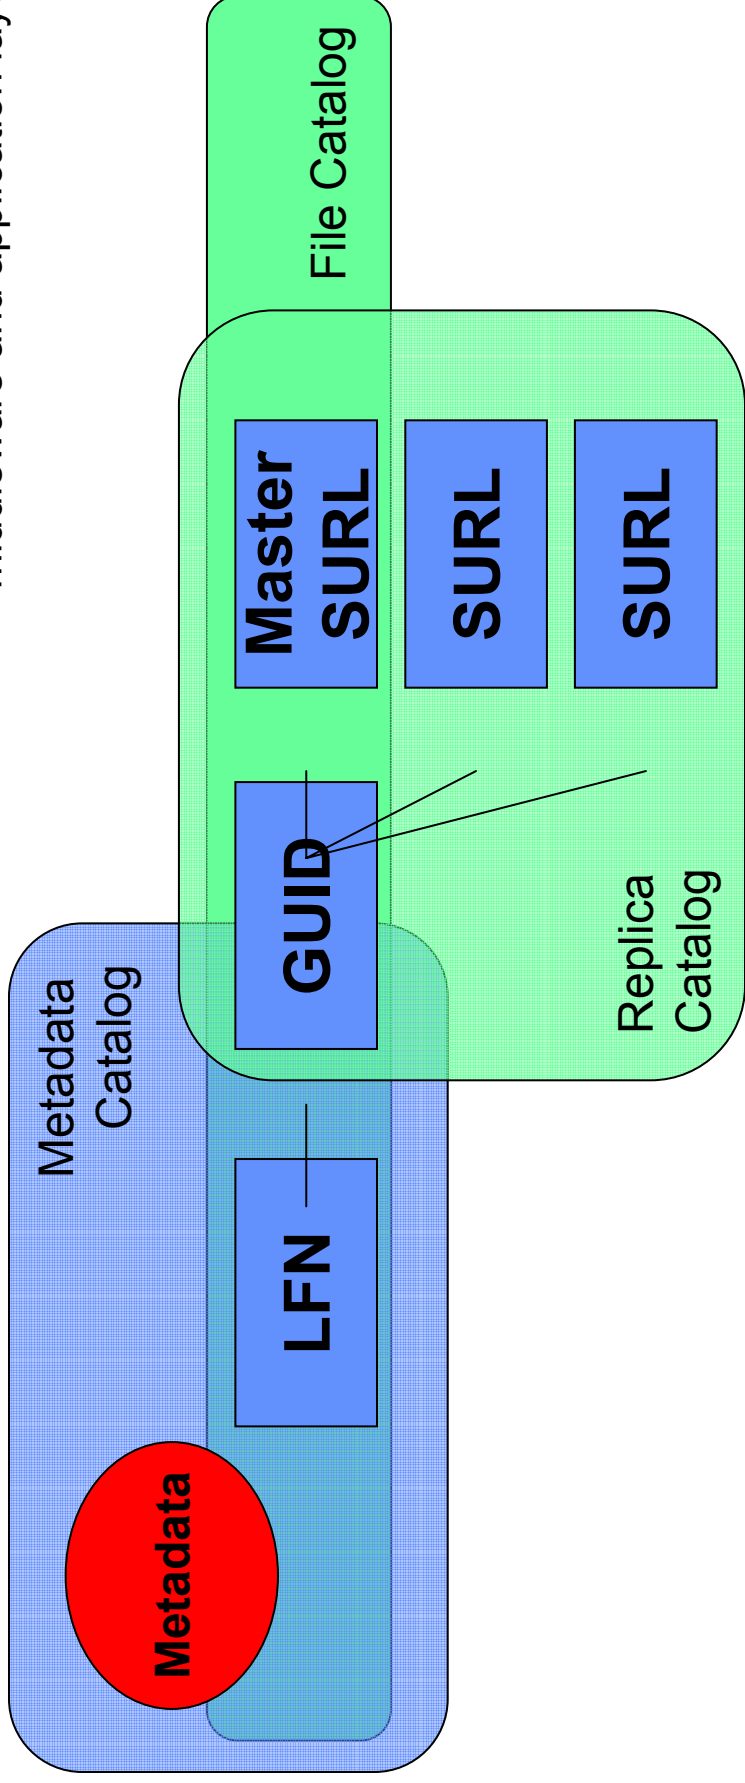 Metadata
Catalog
Metadata
LFN
GUID
Master
SURL
SURL
SURL
File Catalog
Replica
Catalog